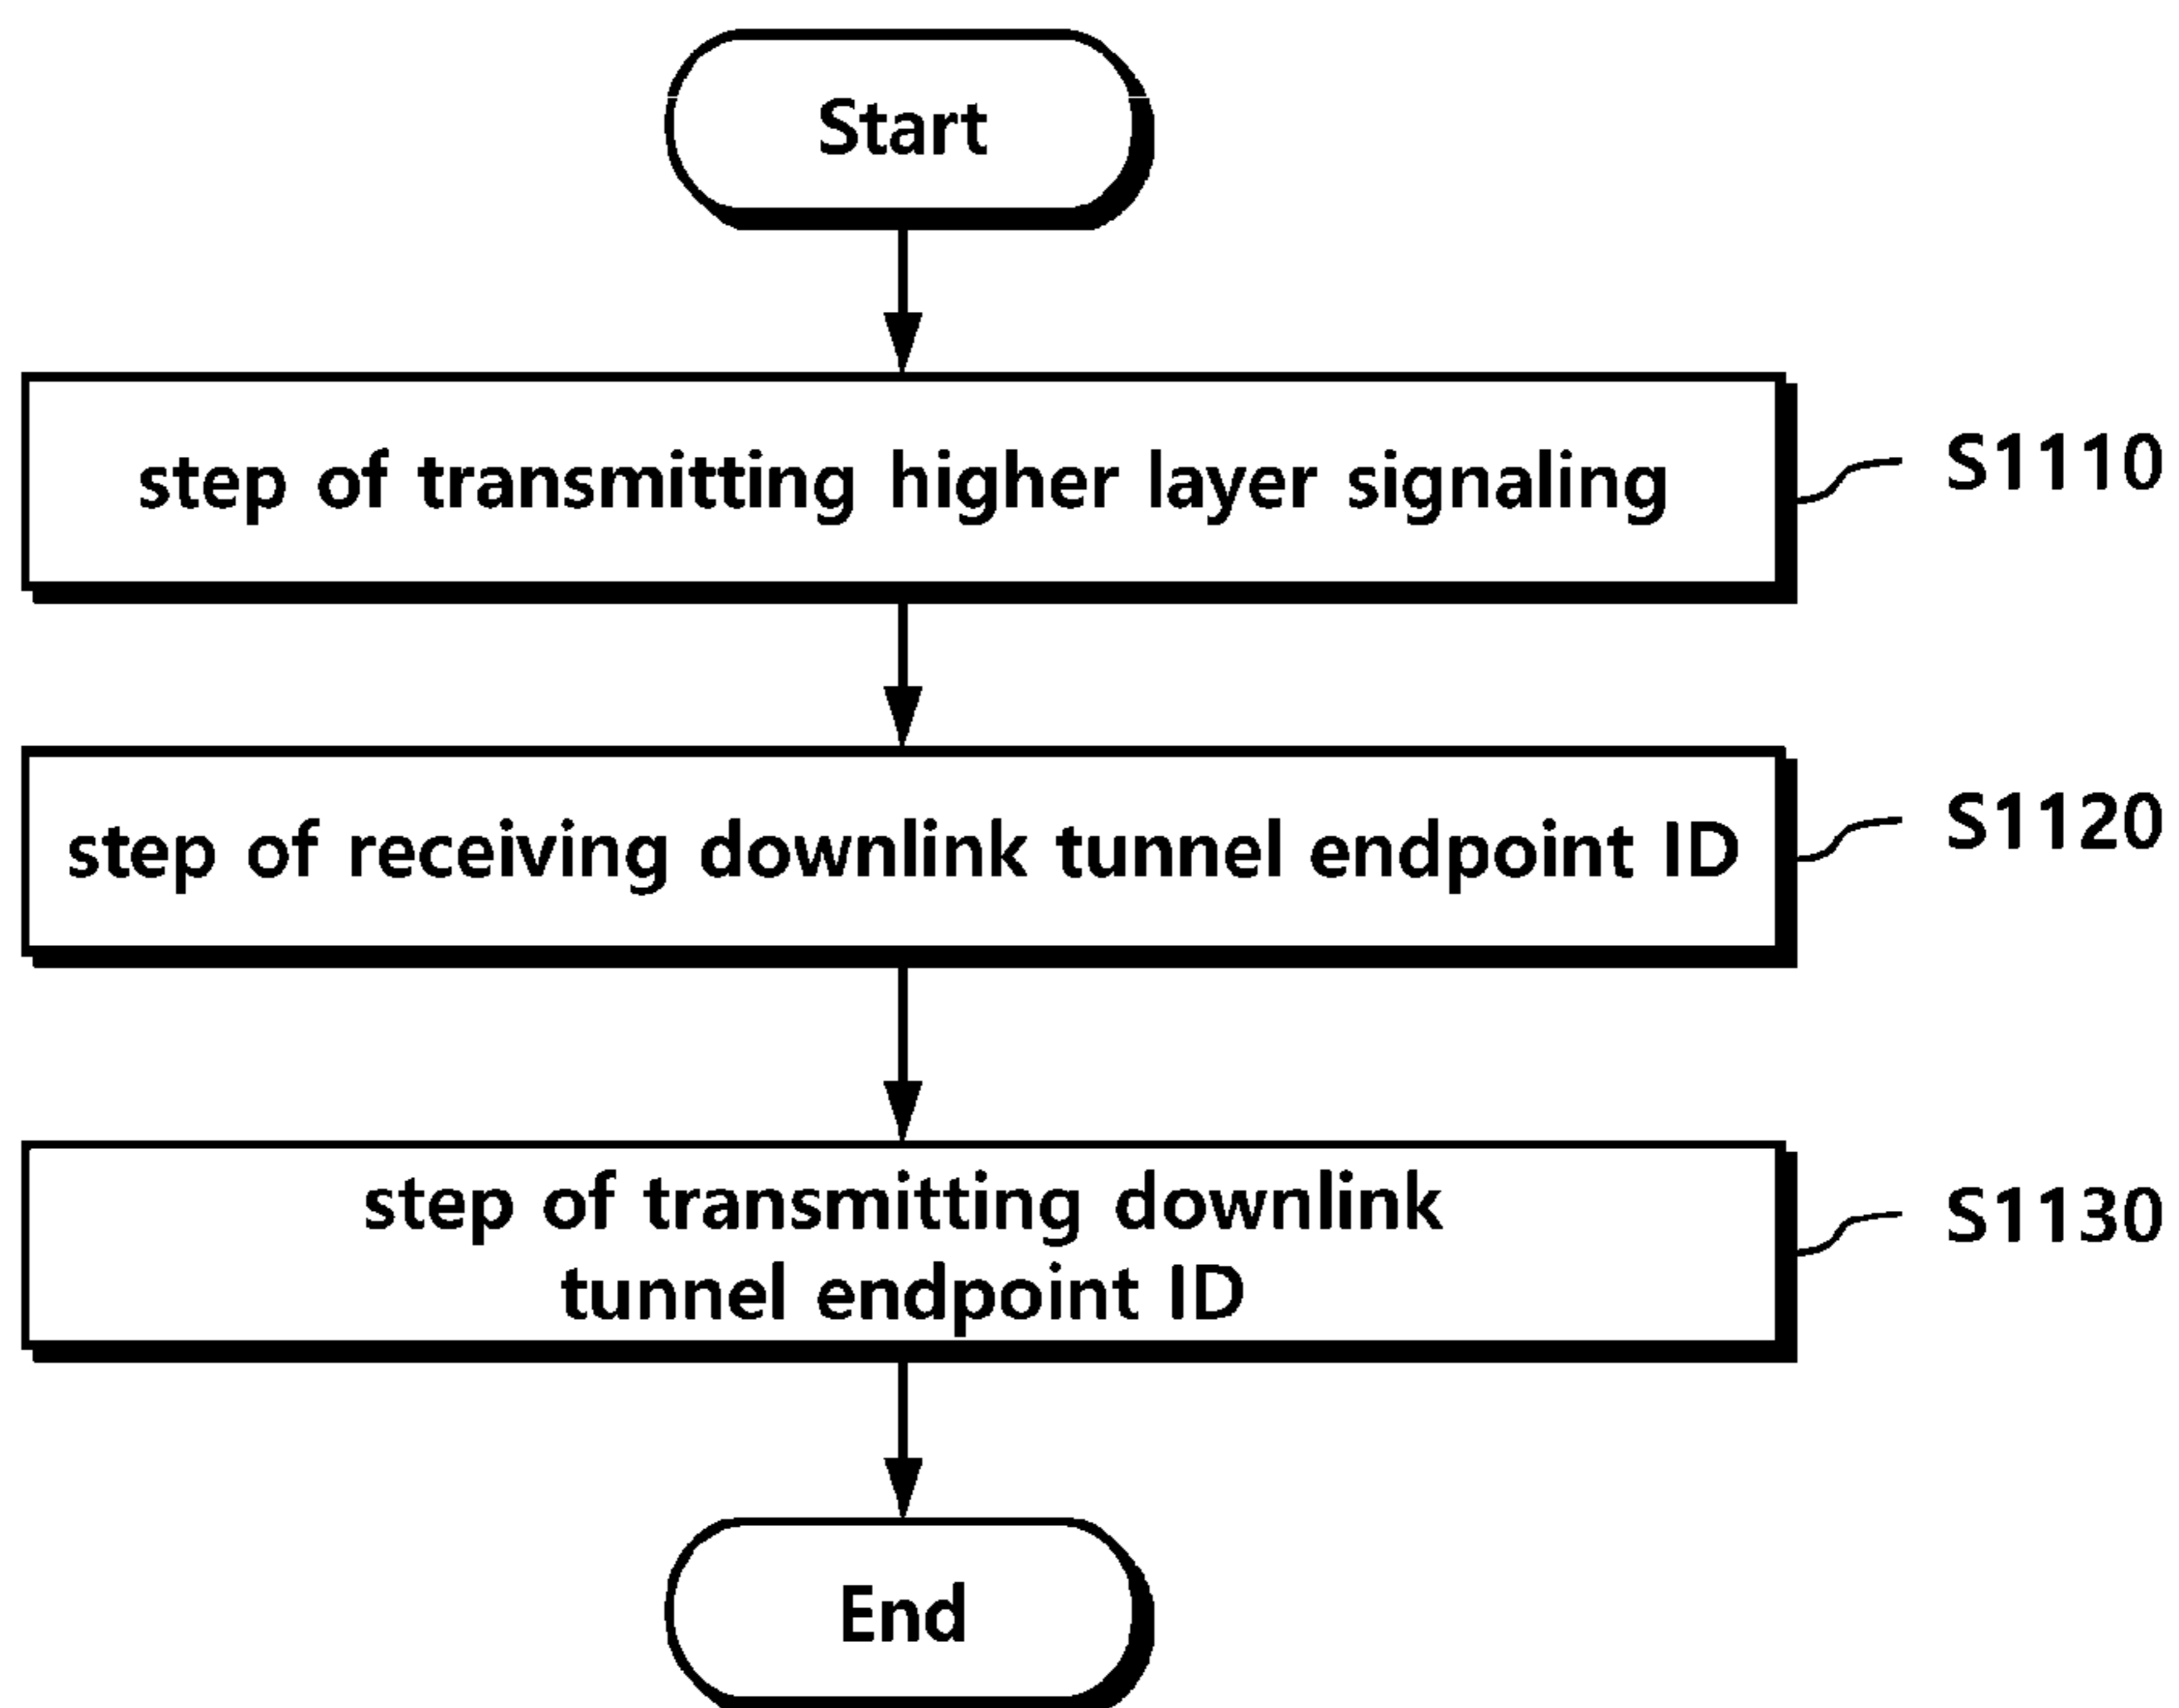 Start
step of transmitting higher layer signaling
S1110
step of receiving downlink tunnel endpoint ID
S1120
step of transmitting downlink
tunnel endpoint ID
S1130
End